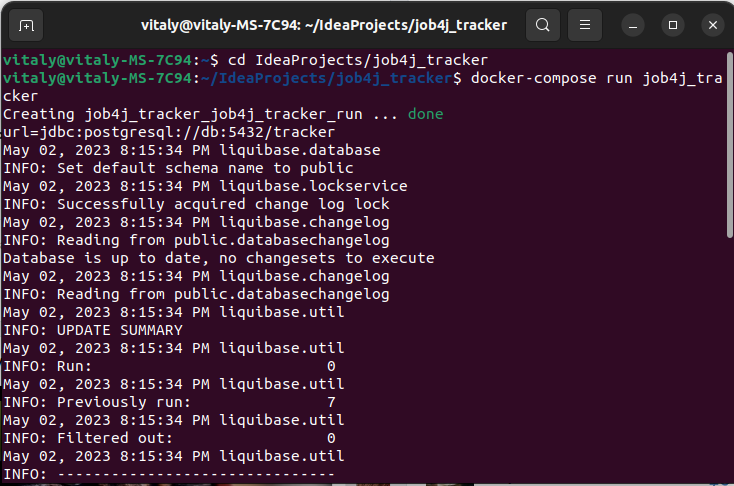 vitaly@vitaly-MS-7C94: ~/IdeaProjects/job4j_tracker
vitaly@vitaly-MS-7C94:~$ cd IdeaProjects/job4j_tracker
vitaly@vitaly-MS-7C94:~/IdeaProjects/job4j_tracker$ docker-compose run job4j_tra
cker
Creating job4j_tracker_job4j_tracker_run ... done
url=jdbc:postgresql://db:5432/tracker
May 02, 2023 8:15:34 PM liquibase.database
INFO: Set default schema name to public
May 02, 2023 8:15:34 PM liquibase.lockservice
INFO: Successfully acquired change log lock
May 02, 2023 8:15:34 PM liquibase.changelog
INFO: Reading from public.databasechangelog
Database is up to date, no changesets to execute
May 02, 2023 8:15:34 PM liquibase.changelog
INFO: Reading from public.databasechangelog
May 02, 2023 8:15:34 PM liquibase.util
INFO: UPDATE SUMMARY
May 02, 2023 8:15:34 PM liquibase.util
INFO: Run:                          0
May 02, 2023 8:15:34 PM liquibase.util
INFO: Previously run:               7
May 02, 2023 8:15:34 PM liquibase.util
INFO: Filtered out:                 0
May 02, 2023 8:15:34 PM liquibase.util
INFO: -------------------------------